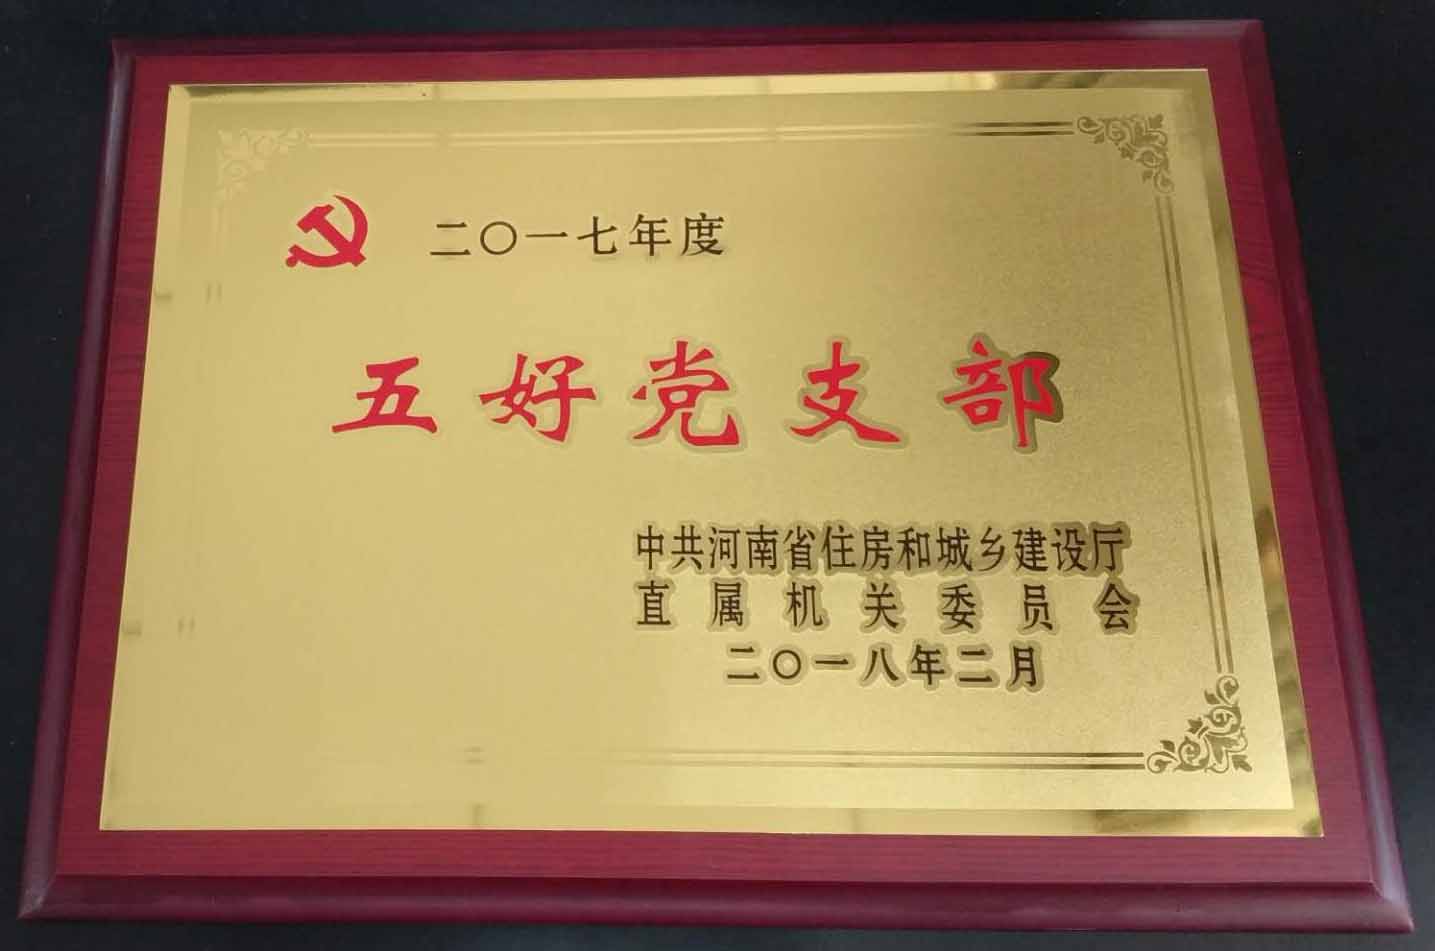 二〇一七年度
五好党支部
中共河南省住房和城乡建设厅
直属机关委员会
二〇一八年二月